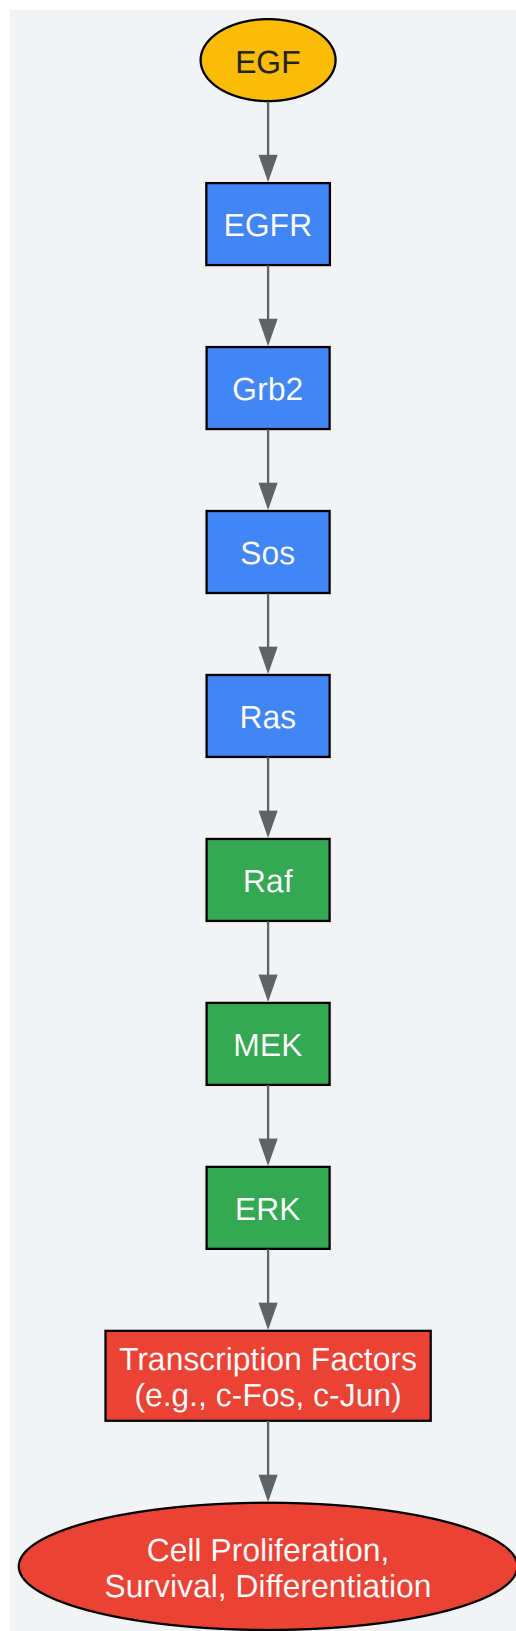 EGF
EGFR
Grb2
Sos
Ras
Raf
MEK
ERK
Transcription Factors
(e.g., c-Fos, c-Jun)
Cell Proliferation,
Survival, Differentiation